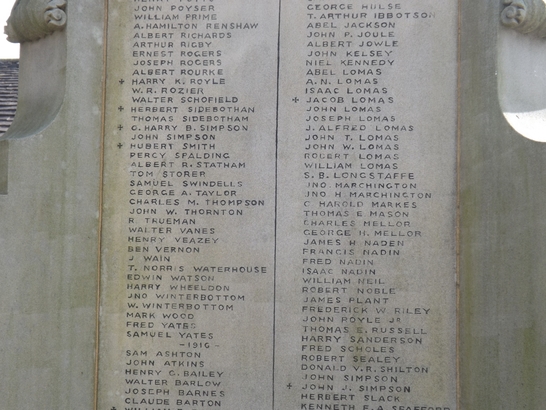 JOHN POYSER
WILLIAM PRIME
A. HAMILTON RENSHAW
ALBERT RICHARDS
ARTHUR RIGBY
ERNEST ROGERS
JOSEPH ROGERS
ALBERT ROURKE
+ HARRY K. ROYLE
W. R. ROZIER
WALTER SCHOFIELD
+ HERBERT SIDEBOTHAN
THOMAS SIDEBOTHAM
+ C. HARRY B. SIMPSON
JOHN SIMPSON
+ HUBERT SMITH
PERCY SPALDING
ALBERT R. STATHAM
TOM STORER
SAMUEL SWINDELLS
GEORGE A. TAYLOR
CHARLES M. THOMPSON
JOHN W. THORNTON
R. TRUEMAN
WALTER VANES
HENRY VEAZEY
BEN VERNON
J WAIN
T. NORRIS WATERHOUSE
EDWIN WATSON
HARRY WHEELDON
JNO WINTERBOTTOM
W. WINTERBOTTOM
MARK WOOD
FRED YATES
SAMUEL YATES
-1916-
SAM ASHTON
JOHN ATKINS
HENRY C. BAILEY
WALTER BARLOW
JOSEPH BARNES
CLAUDE BARTON
GEORGE HULSE
T. ARTHUR IBBOTSON
ABEL JACKSON
JOHN P. JOULE
ALBERT JOWLE
JOHN KELSEY
NIEL KENNEDY
ABEL LOMAS
A. N. LOMAS
ISAAC LOMAS
+ JACOB LOMAS
JOHN LOMAS
JOSEPH LOMAS
J. ALFRED LOMAS
JOHN T. LOMAS
JOHN W. LOMAS
ROBERT LOMAS
WILLIAM LOMAS
S. B. LONGSTAFFE
JNO. MARCHINGTON
JNO H. MARCHINGTON
C. HAROLD MARKES
THOMAS E MASON
CHARLES MELLOR
GEORGE H. MELLOR
JAMES H NADEN
FRANCIS NADIN
FRED NADIN
ISAAC NADIN
WILLIAM NEIL
ROBERT NOBLE
JAMES PLANT
FREDERICK W. RILEY
JOHN ROYLE JR
THOMAS E. RUSSELL
HARRY SANDERSON
FRED SCHOLES
ROBERT SEALEY
DONALD V. R. SHILTON
JOHN SIMPSON
+ JOHN J. SIMPSON
HERBERT SLACK
KENNETH E. A. SEAFFORD